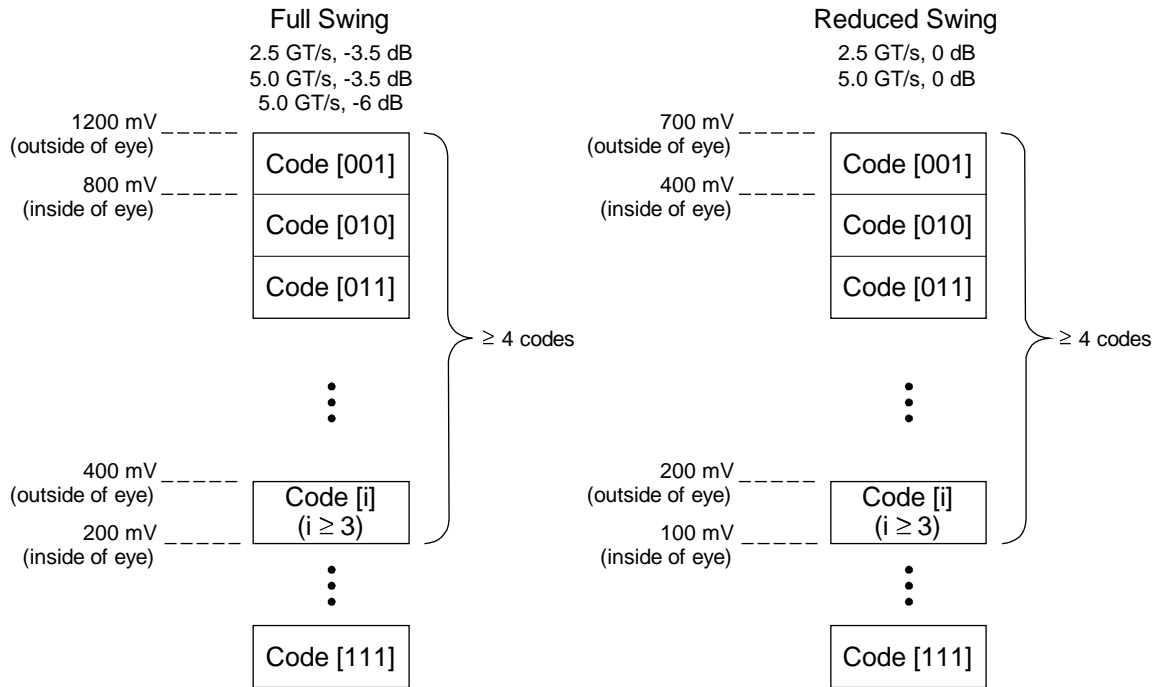 Full Swing
2.5 GT/s, -3.5 dB
5.0 GT/s, -3.5 dB
5.0 GT/s, -6 dB
1200 mV
(outside of eye)
800 mV
(inside of eye)
Code [001]
Code [010]
Code [011]
≥ 4 codes
400 mV
(outside of eye)
200 mV
(inside of eye)
Code [i]
(i ≥ 3)
Code [111]
Reduced Swing
2.5 GT/s, 0 dB
5.0 GT/s, 0 dB
700 mV
(outside of eye)
400 mV
(inside of eye)
Code [001]
Code [010]
Code [011]
≥ 4 codes
200 mV
(outside of eye)
100 mV
(inside of eye)
Code [i]
(i ≥ 3)
Code [111]